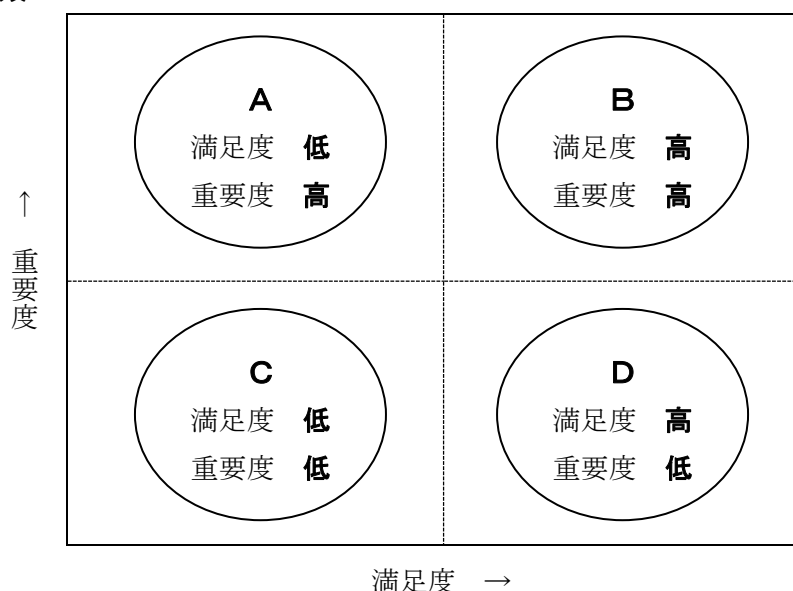 A
満足度 低
重要度 高
B
満足度 高
重要度 高
↑ 重要度
C
満足度 低
重要度 低
D
満足度 高
重要度 低
満足度 →